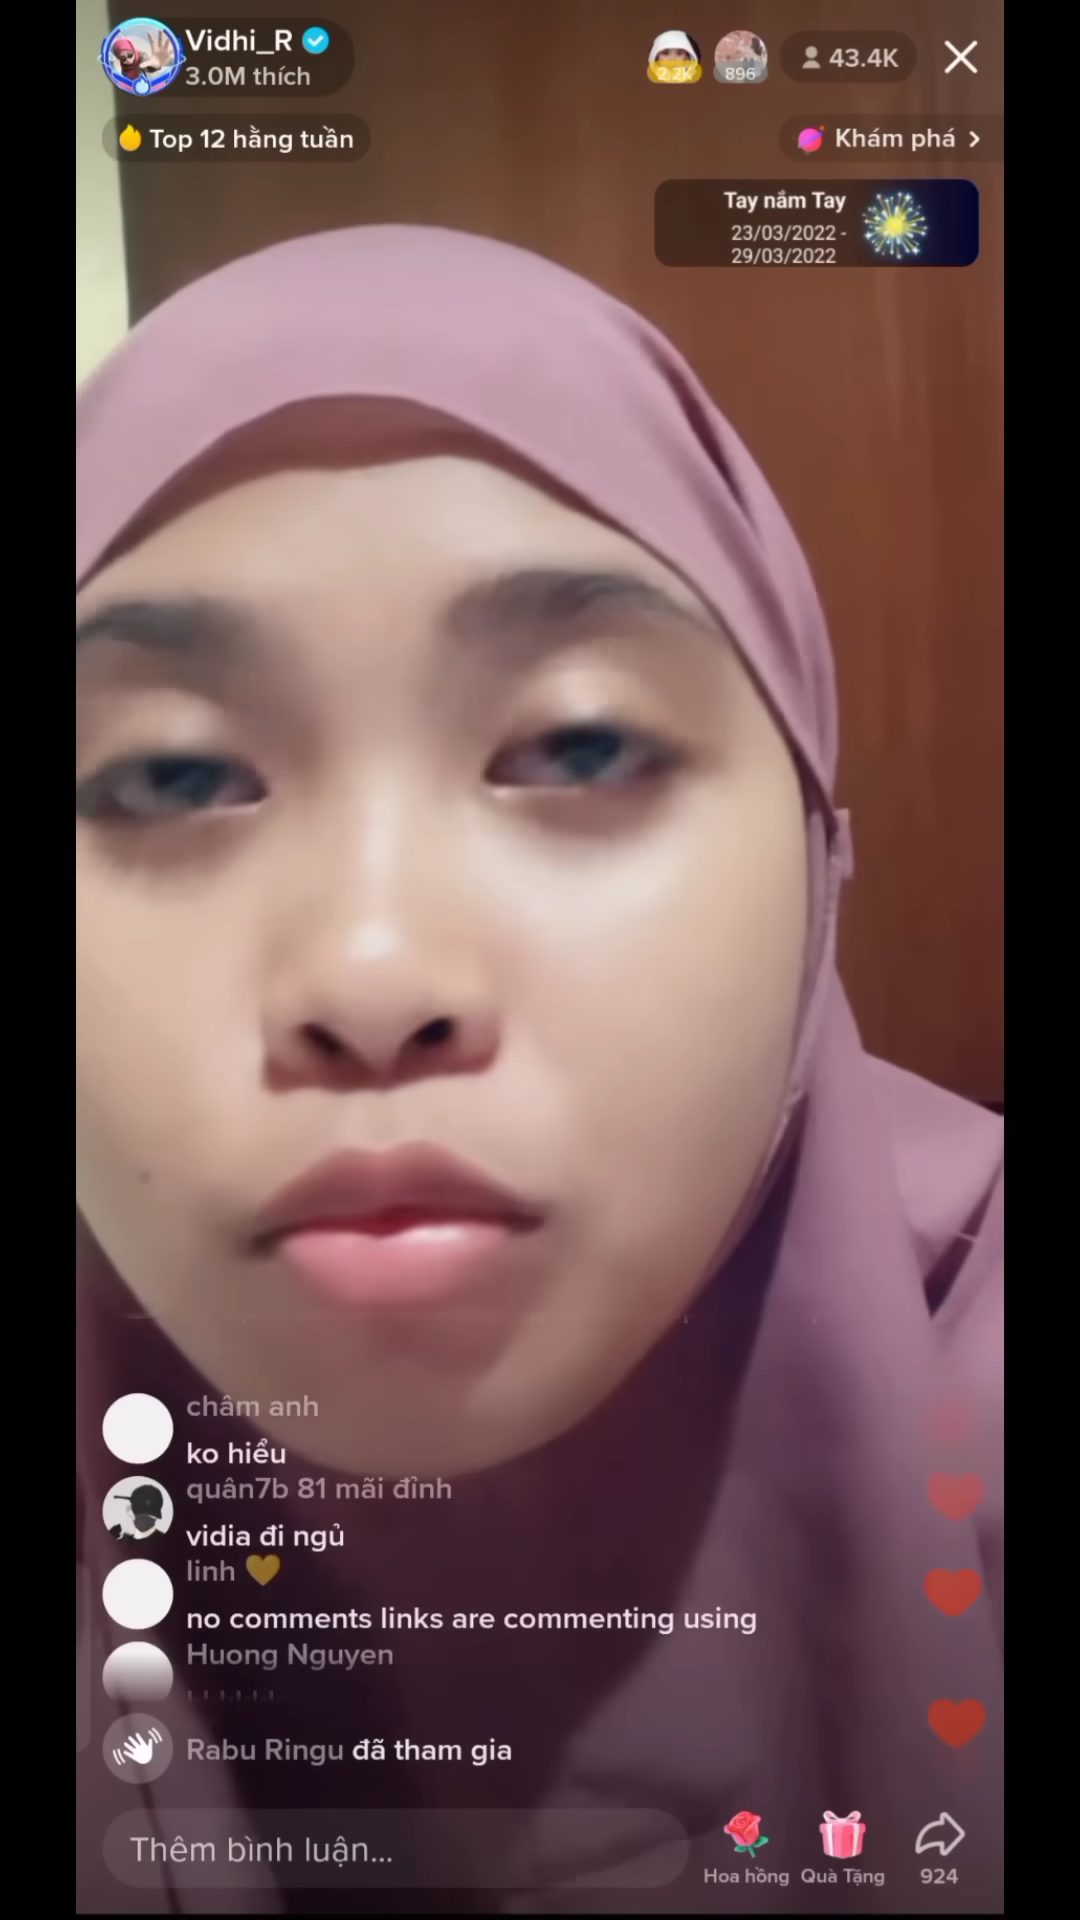 Vidhi_R
3.0M thích
2.2K
896
43.4K
Top 12 hằng tuần
Khám phá >
Tay nắm Tay
23/03/2022 -
29/03/2022
châm anh
ko hiểu
quân7b 81 mãi đỉnh
vidia đi ngủ
linh 💛
no comments links are commenting using
Huong Nguyen
Rabu Ringu đã tham gia
Thêm bình luận...
Hoa hồng
Quà Tặng
924